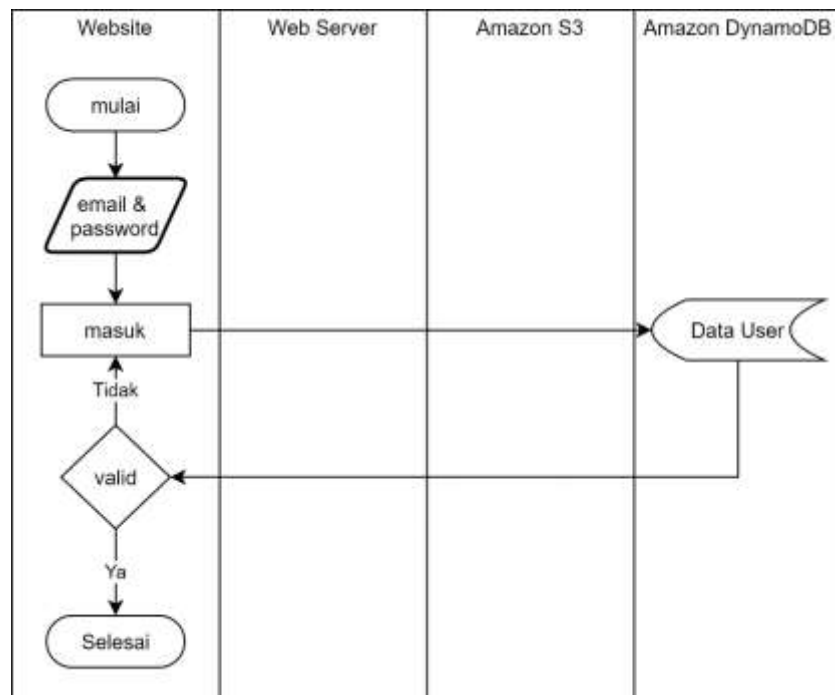 Website
Web Server
Amazon S3
Amazon DynamoDB
mulai
email &
password
masuk
Data User
Tidak
valid
Ya
Selesai